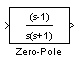 (s-1)
s(s+1)
Zero-Pole